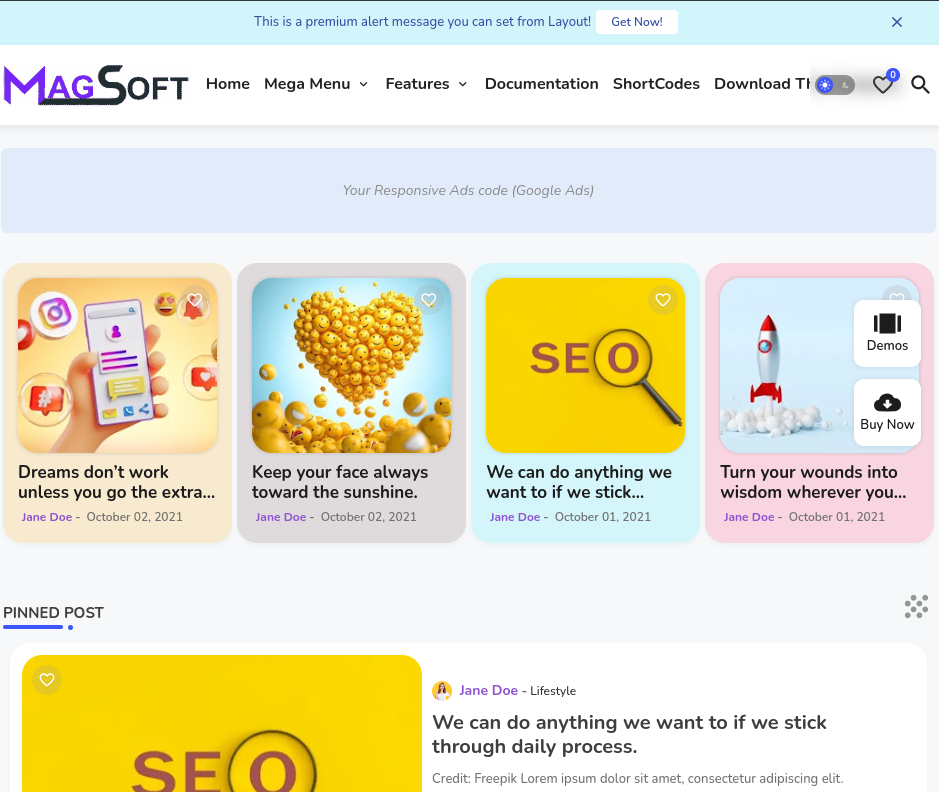 This is a premium alert message you can set from Layout! Get Now!
MAGSOFT Home Mega Menu Features Documentation ShortCodes Download 0
Your Responsive Ads code (Google Ads)
SEO
Demos
Buy Now
Dreams don't work
unless you go the extra...
Jane Doe - October 02, 2021
Keep your face always
toward the sunshine.
Jane Doe - October 02, 2021
We can do anything we
want to if we stick...
Jane Doe - October 01, 2021
Turn your wounds into
wisdom wherever you...
Jane Doe - October 01, 2021
PINNED POST
SEO
Jane Doe - Lifestyle
We can do anything we want to if we stick
through daily process.
Credit: Freepik Lorem ipsum dolor sit amet, consectetur adipiscing elit.